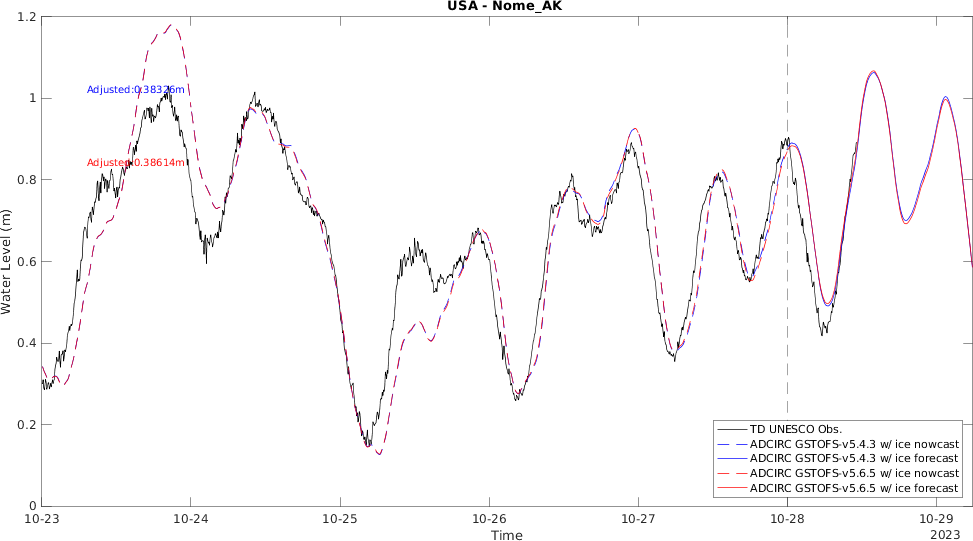 USA - Nome_AK
1.2
1
0.8
0.6
0.4
0.2
0
Water Level (m)
Adjusted:0.38326m
Adjusted:0.38614m
TD UNESCO Obs.
ADCIRC GSTOFS-v5.4.3 w/ ice nowcast
ADCIRC GSTOFS-v5.4.3 w/ ice forecast
ADCIRC GSTOFS-v5.6.5 w/ ice nowcast
ADCIRC GSTOFS-v5.6.5 w/ ice forecast
10-23 10-24 10-25 10-26 10-27 10-28 10-29
Time
2023